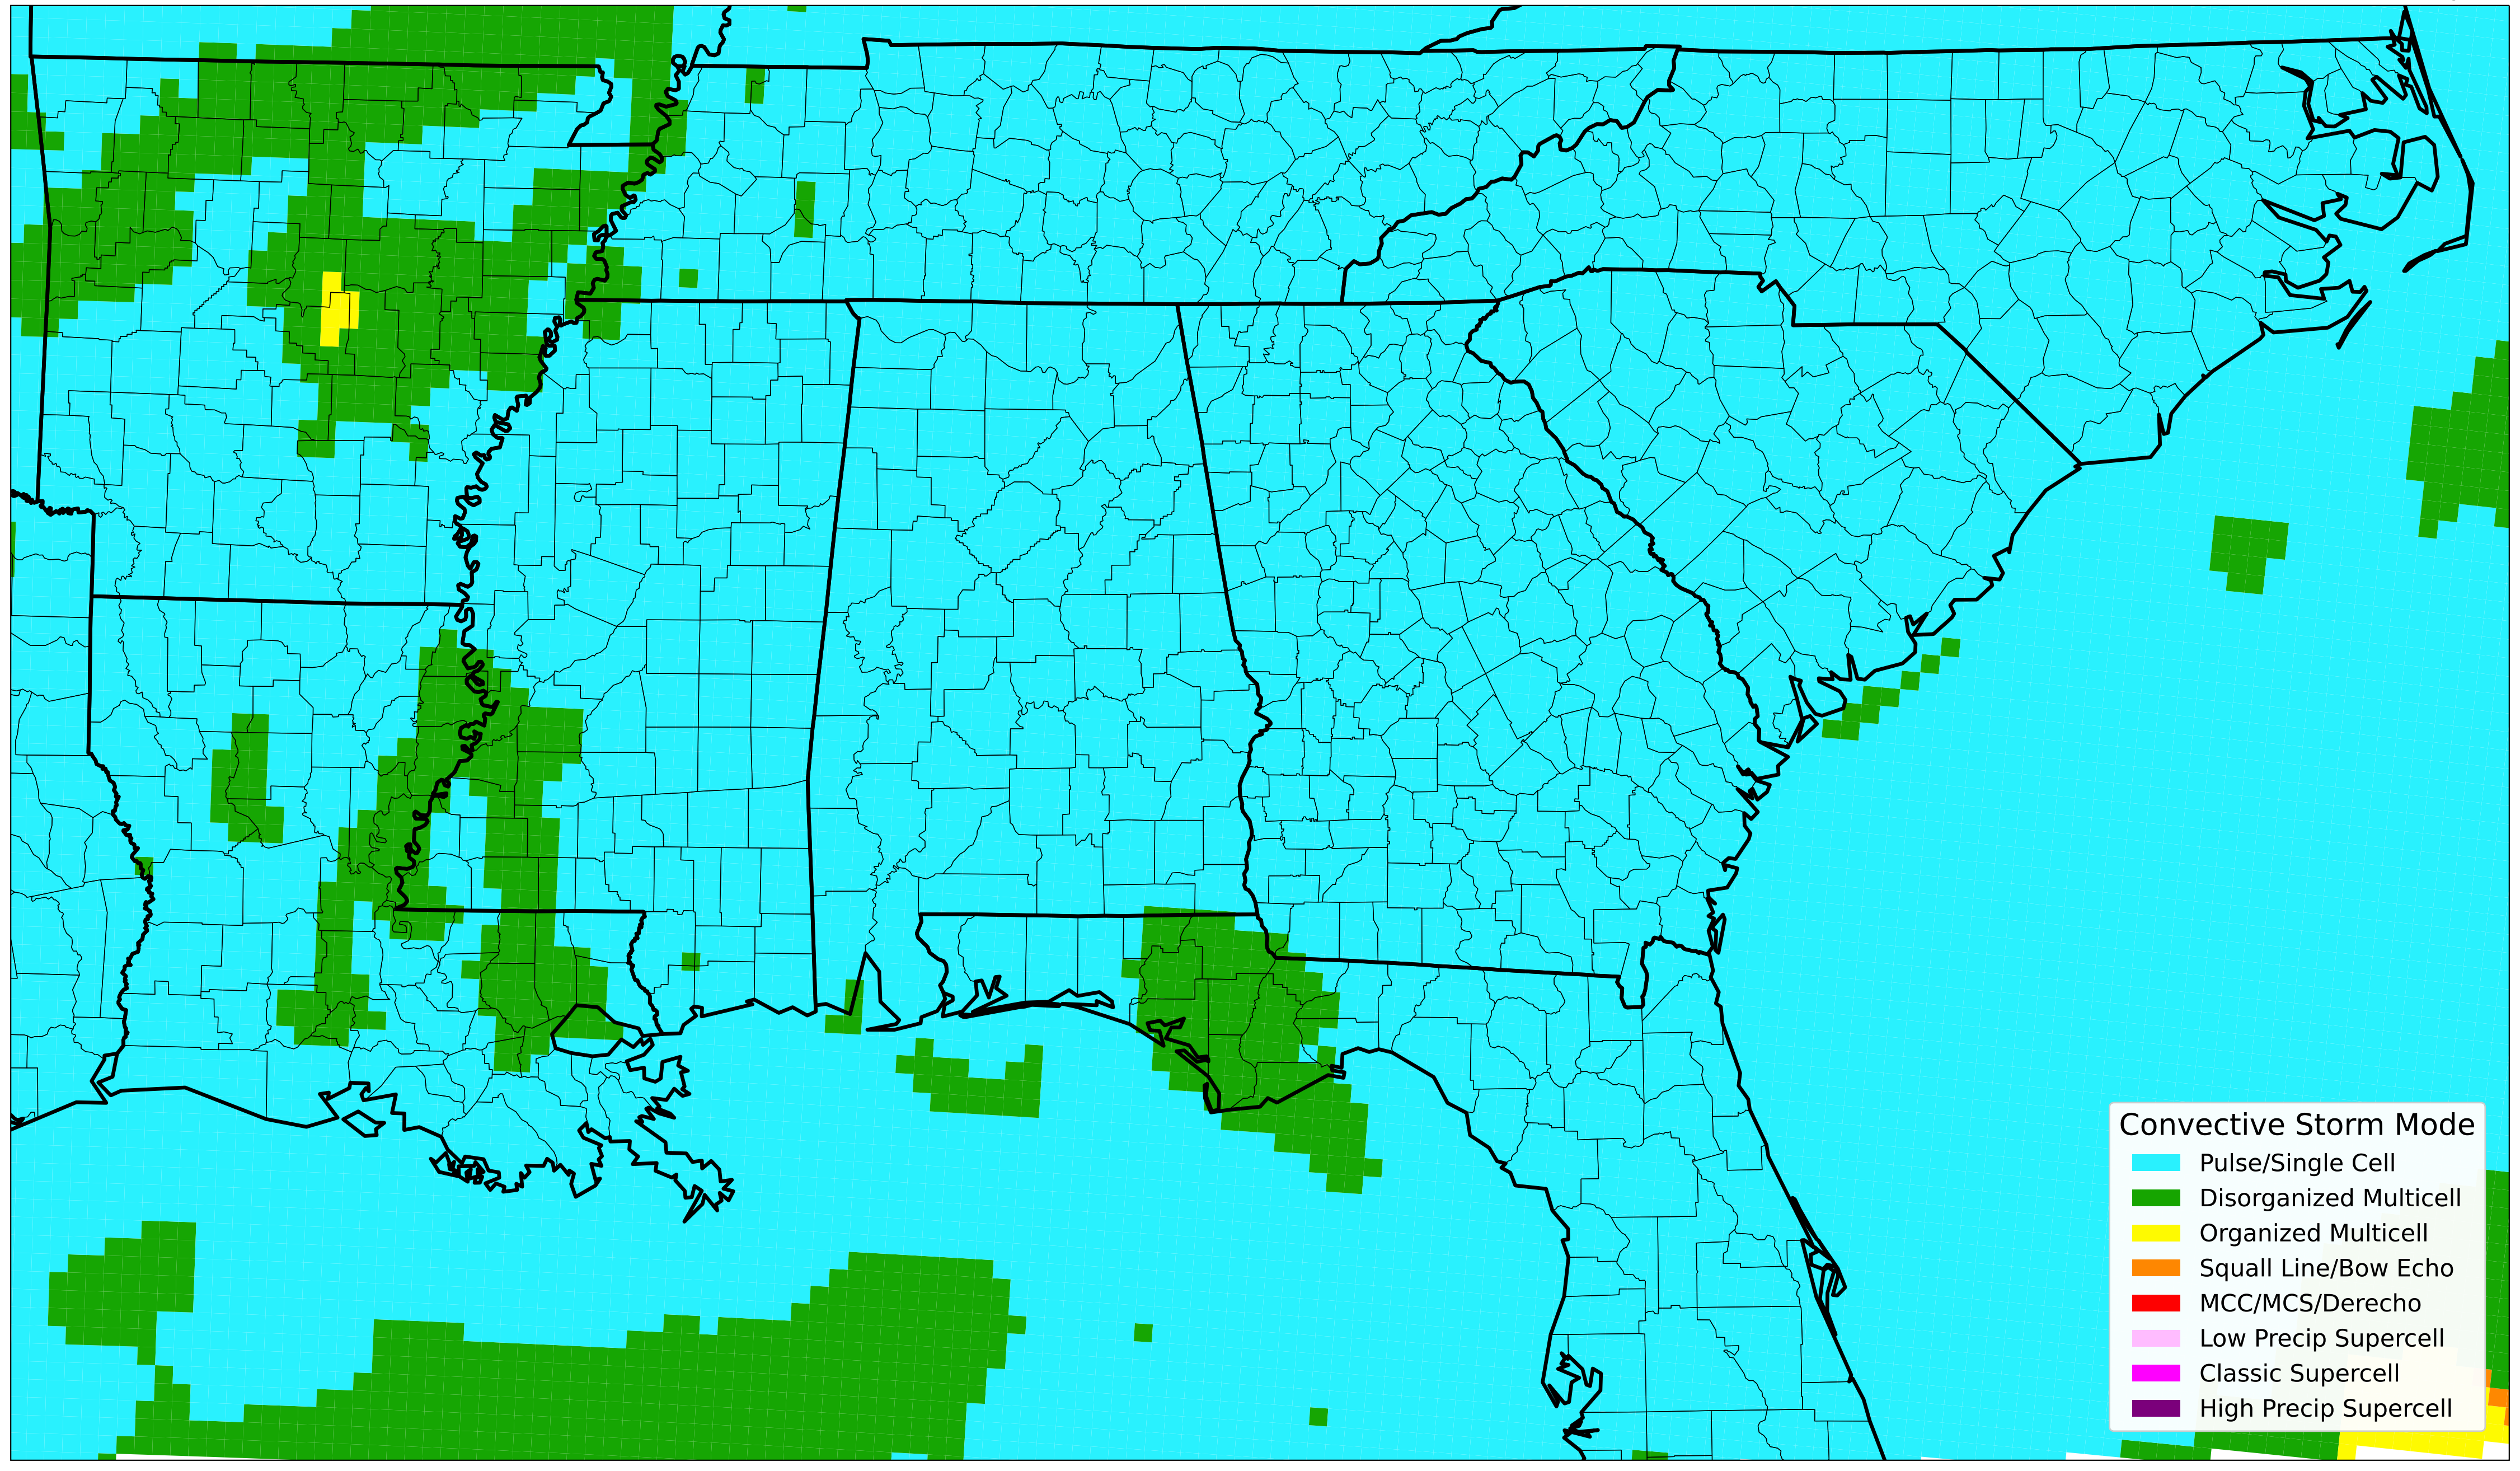 Convective Storm Mode
Pulse/Single Cell
Disorganized Multicell
Organized Multicell
Squall Line/Bow Echo
MCC/MCS/Derecho
Low Precip Supercell
Classic Supercell
High Precip Supercell